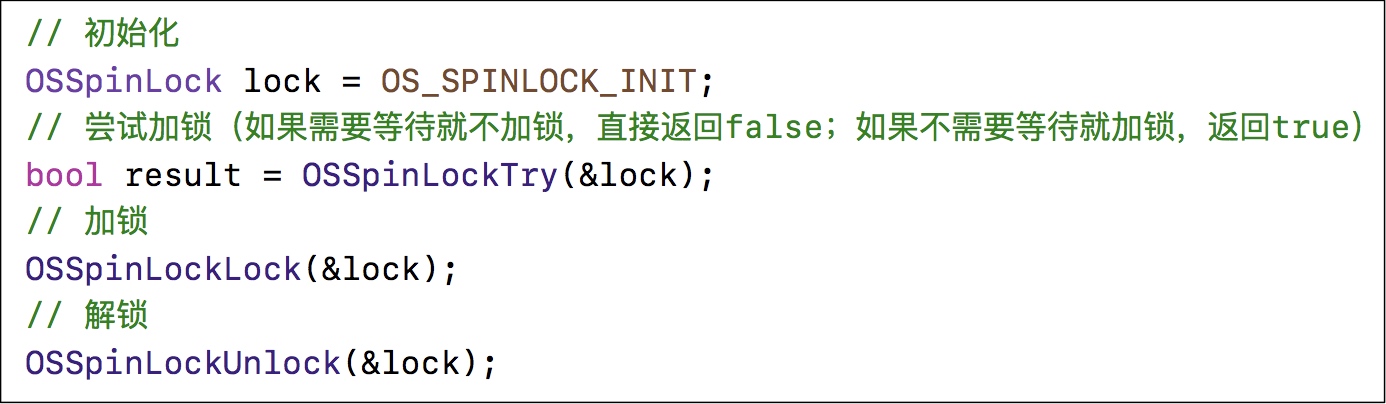 // 初始化
OSSpinLock lock = OS_SPINLOCK_INIT;
// 尝试加锁（如果需要等待就不加锁，直接返回false；如果不需要等待就加锁，返回true）
bool result = OSSpinLockTry(&lock);
// 加锁
OSSpinLockLock(&lock);
// 解锁
OSSpinLockUnlock(&lock);